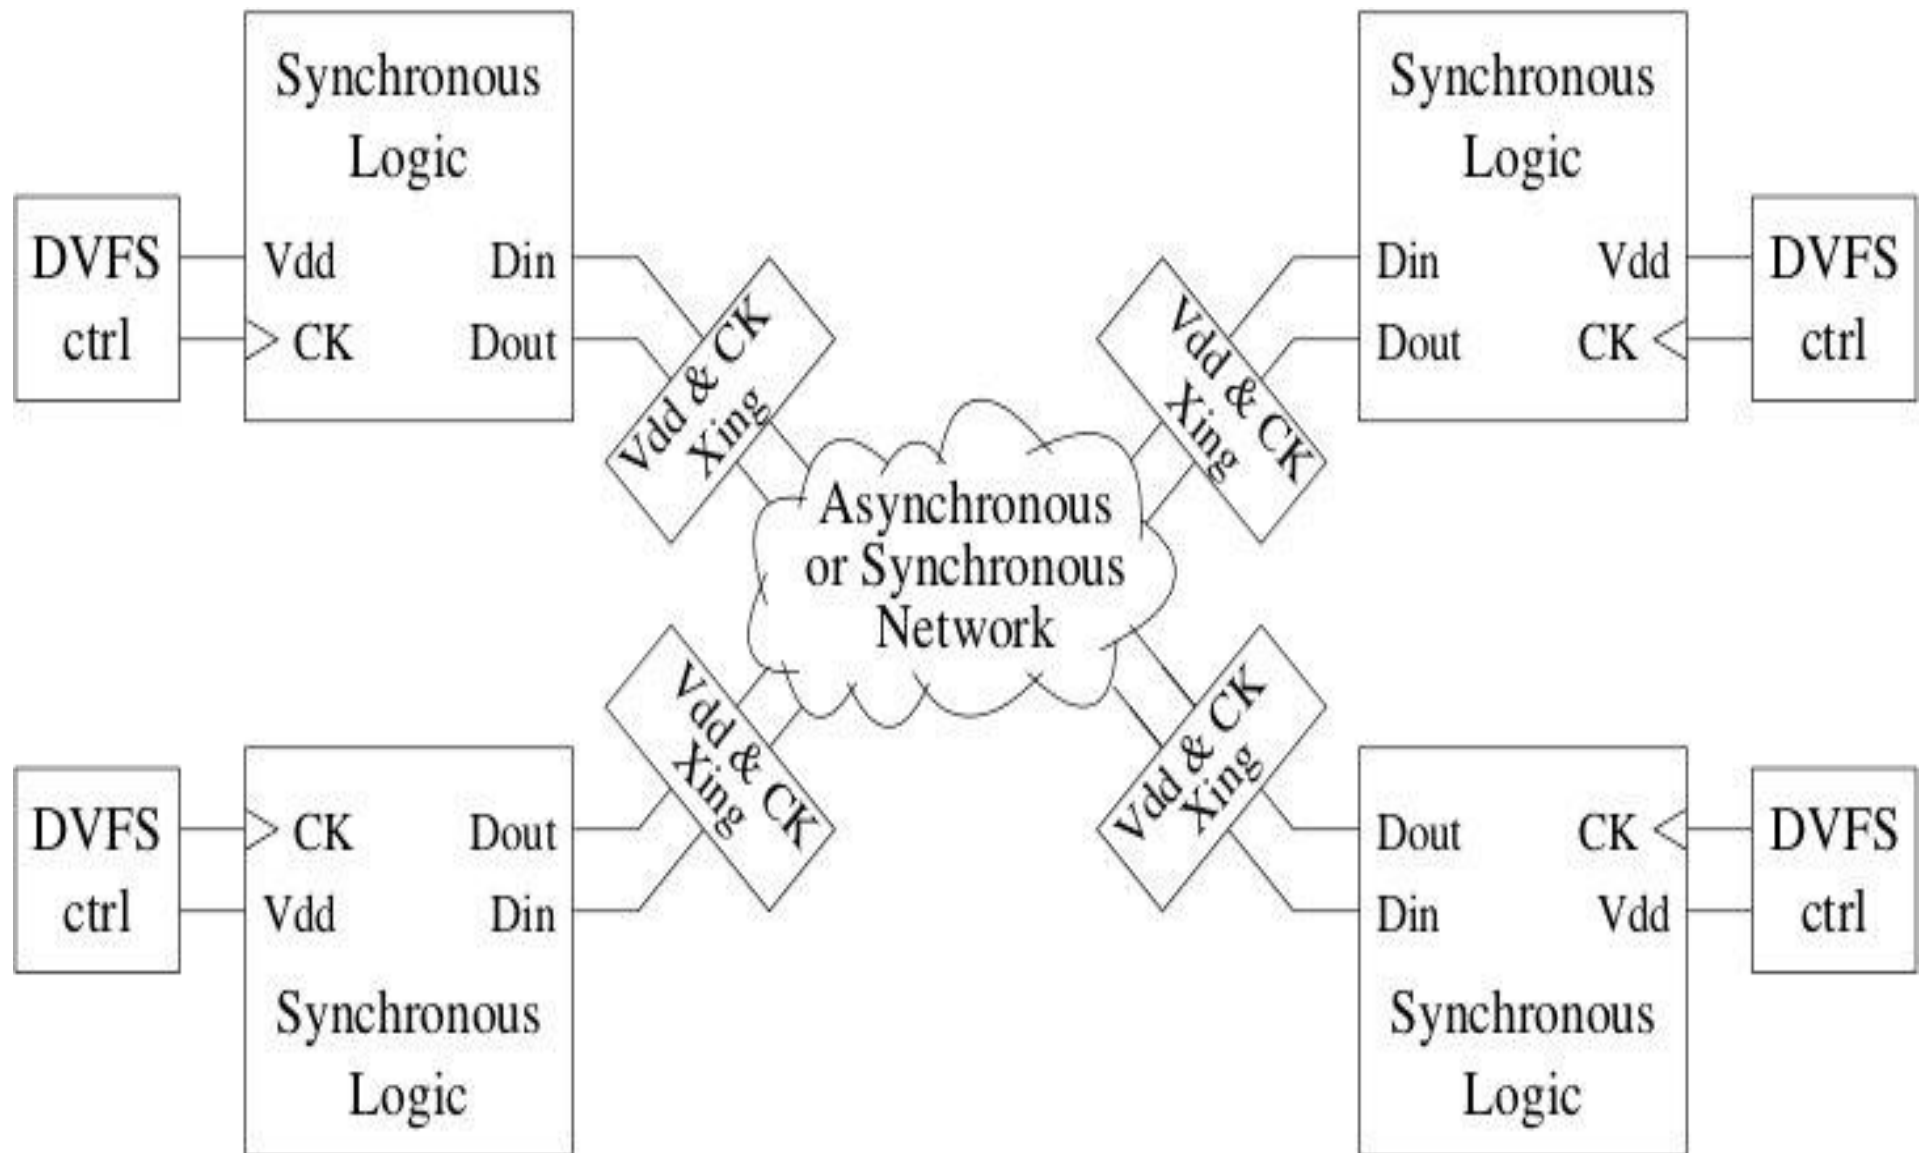 Synchronous
Logic
DVFS
ctrl
Vdd
CK
Din
Dout
Vdd & CK
Xing
Synchronous
Logic
Din
Dout
Vdd
CK
DVFS
ctrl
Vdd & CK
Xing
Asynchronous
or Synchronous
Network
Vdd & CK
Xing
DVFS
ctrl
CK
Vdd
Dout
Din
Synchronous
Logic
Vdd & CK
Xing
Dout
Din
CK
Vdd
DVFS
ctrl
Synchronous
Logic